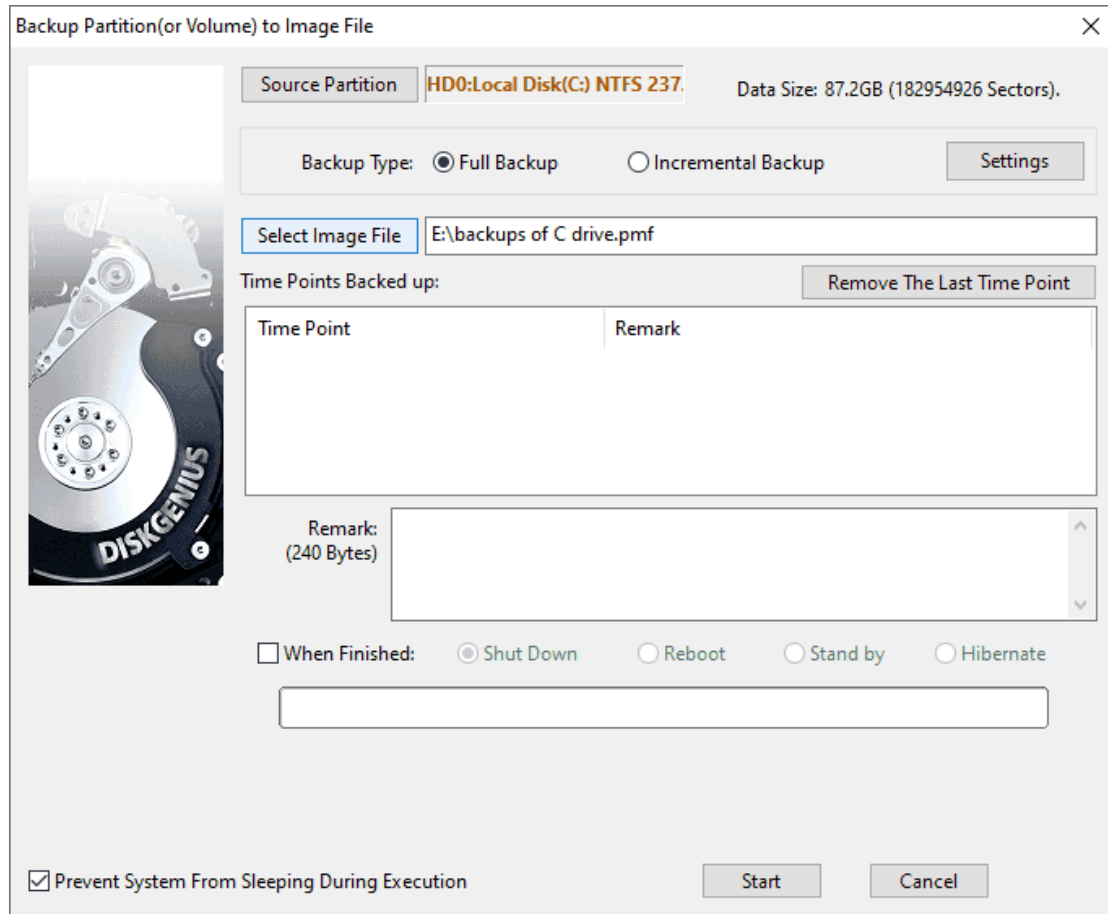 Backup Partition(or Volume) to Image File
Source Partition HD0:Local Disk(C:) NTFS 237. Data Size: 87.2GB (182954926 Sectors).
Backup Type: Full Backup Incremental Backup Settings
Select Image File E:\backups of C drive.pmf
Time Points Backed up: Remove The Last Time Point
Time Point Remark
Remark:
(240 Bytes)
When Finished: Shut Down Reboot Stand by Hibernate
DISKGENIUS
Prevent System From Sleeping During Execution Start Cancel